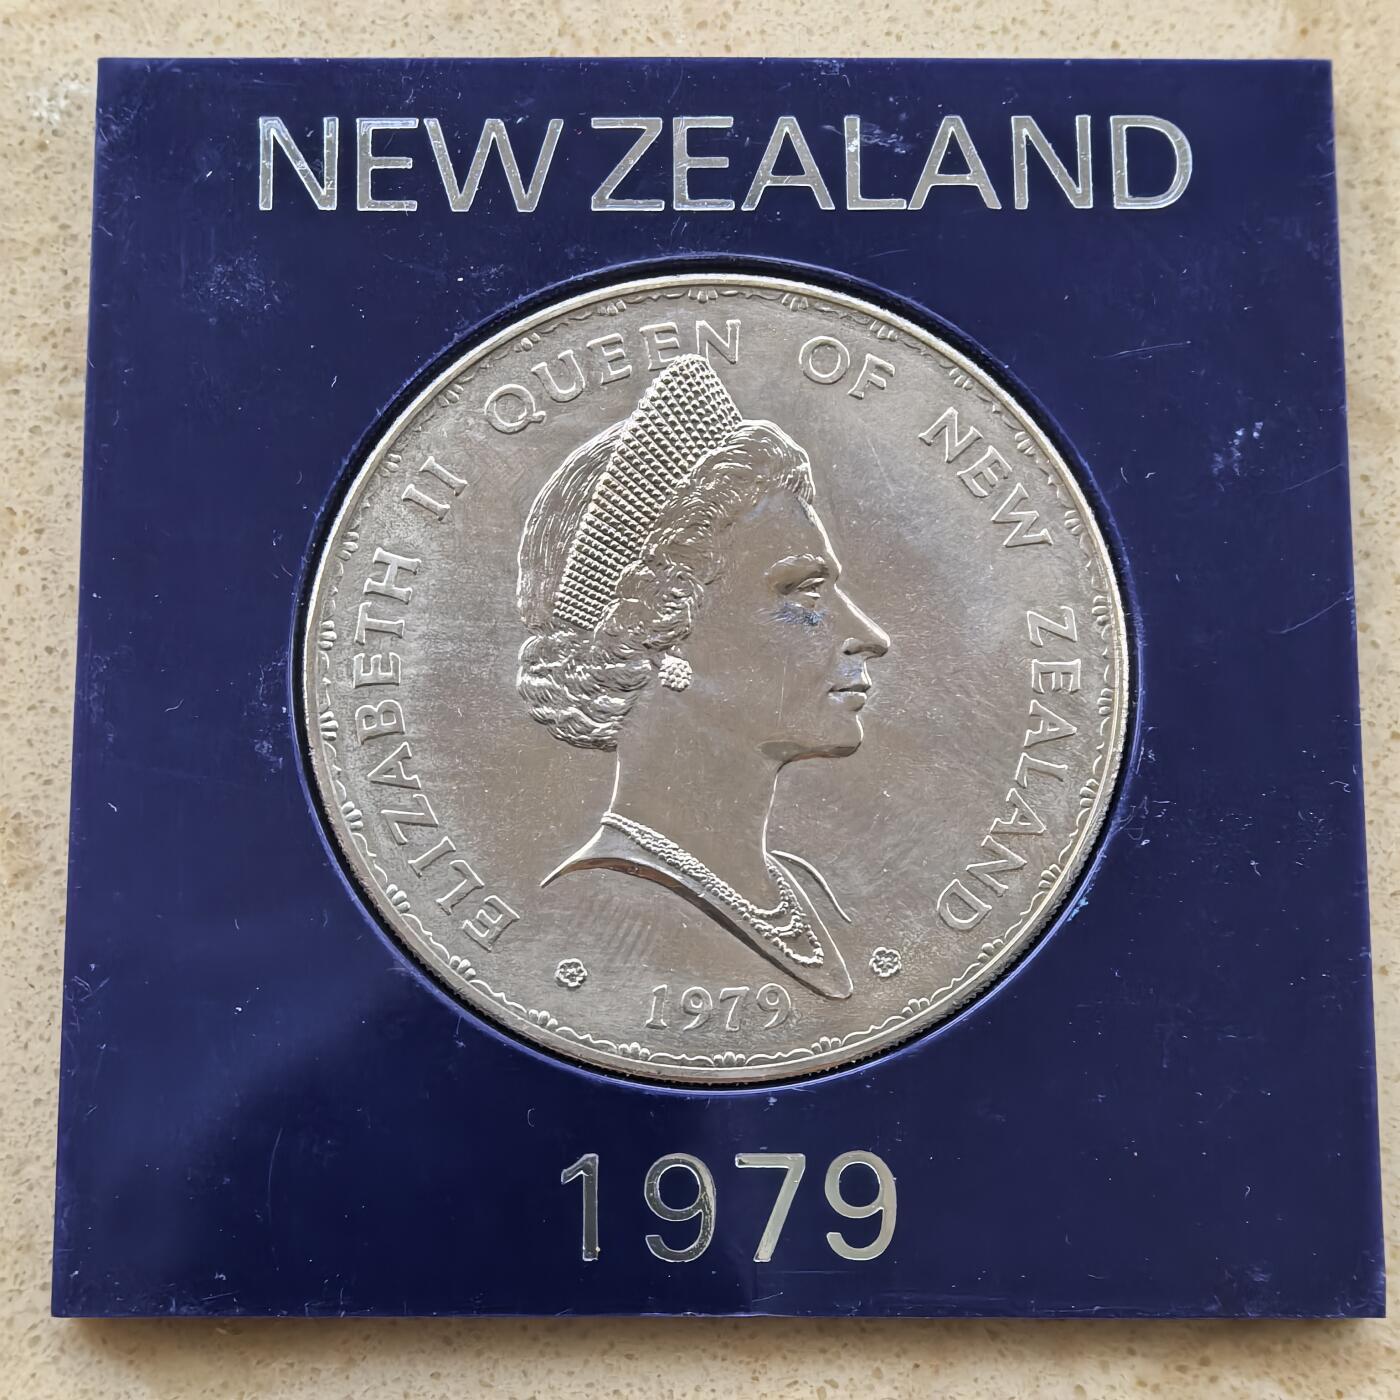 NEW ZEALAND
ELIZABETH II QUEEN OF NEW ZEALAND
1979
1979